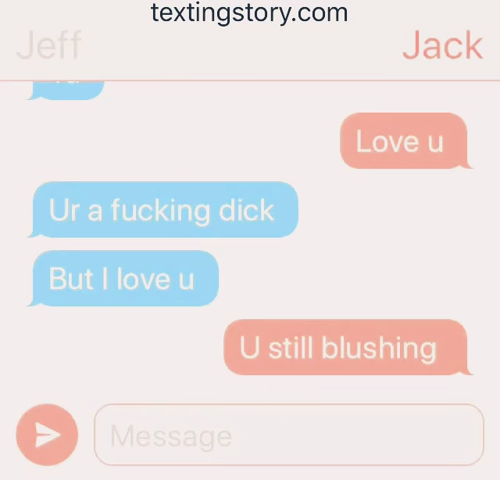 textingstory.com
Jeff
Jack
Love u
Ur a fucking dick
But I love u
U still blushing
Message